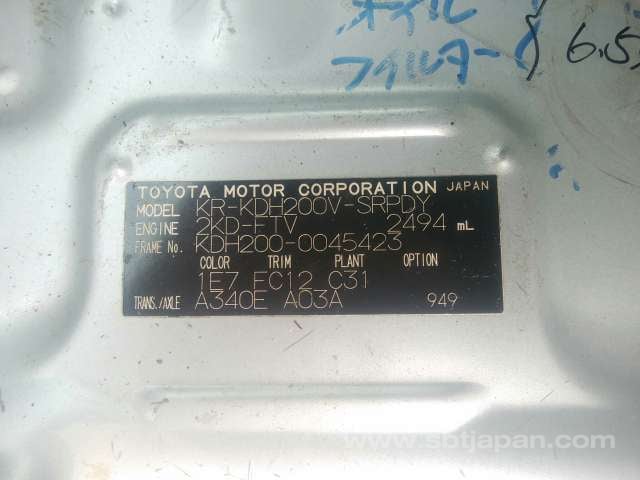 オイル
フィルター } 6.5
TOYOTA MOTOR CORPORATION JAPAN
MODEL KR-KDH200V-SRPDY
ENGINE 2KD-FTV 2494 mL
FRAME No. KDH200-0045423
COLOR TRIM PLANT OPTION
1E7 FC12 C31
TRANS./AXLE A340E A03A 949
www.sbtjapan.com